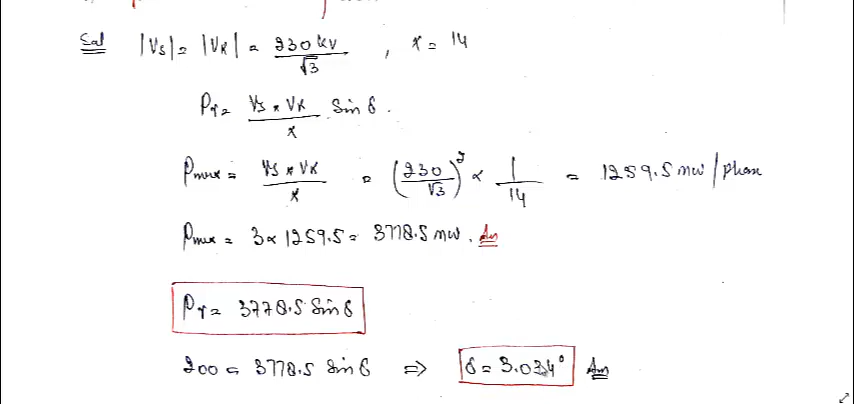 Sol |Vs| = |VR| = 230 kV / √3 , X = 14
Pr = Vs × VR / X Sin δ.
Pmax = Vs × VR / X = (230 / √3)² × 1 / 14 = 1259.5 mw / phase
Pmax = 3 × 1259.5 = 3778.5 mw. Ans
Pr = 3778.5 Sin δ
200 = 3778.5 Sin δ ⇒ δ = 3.034° Ans